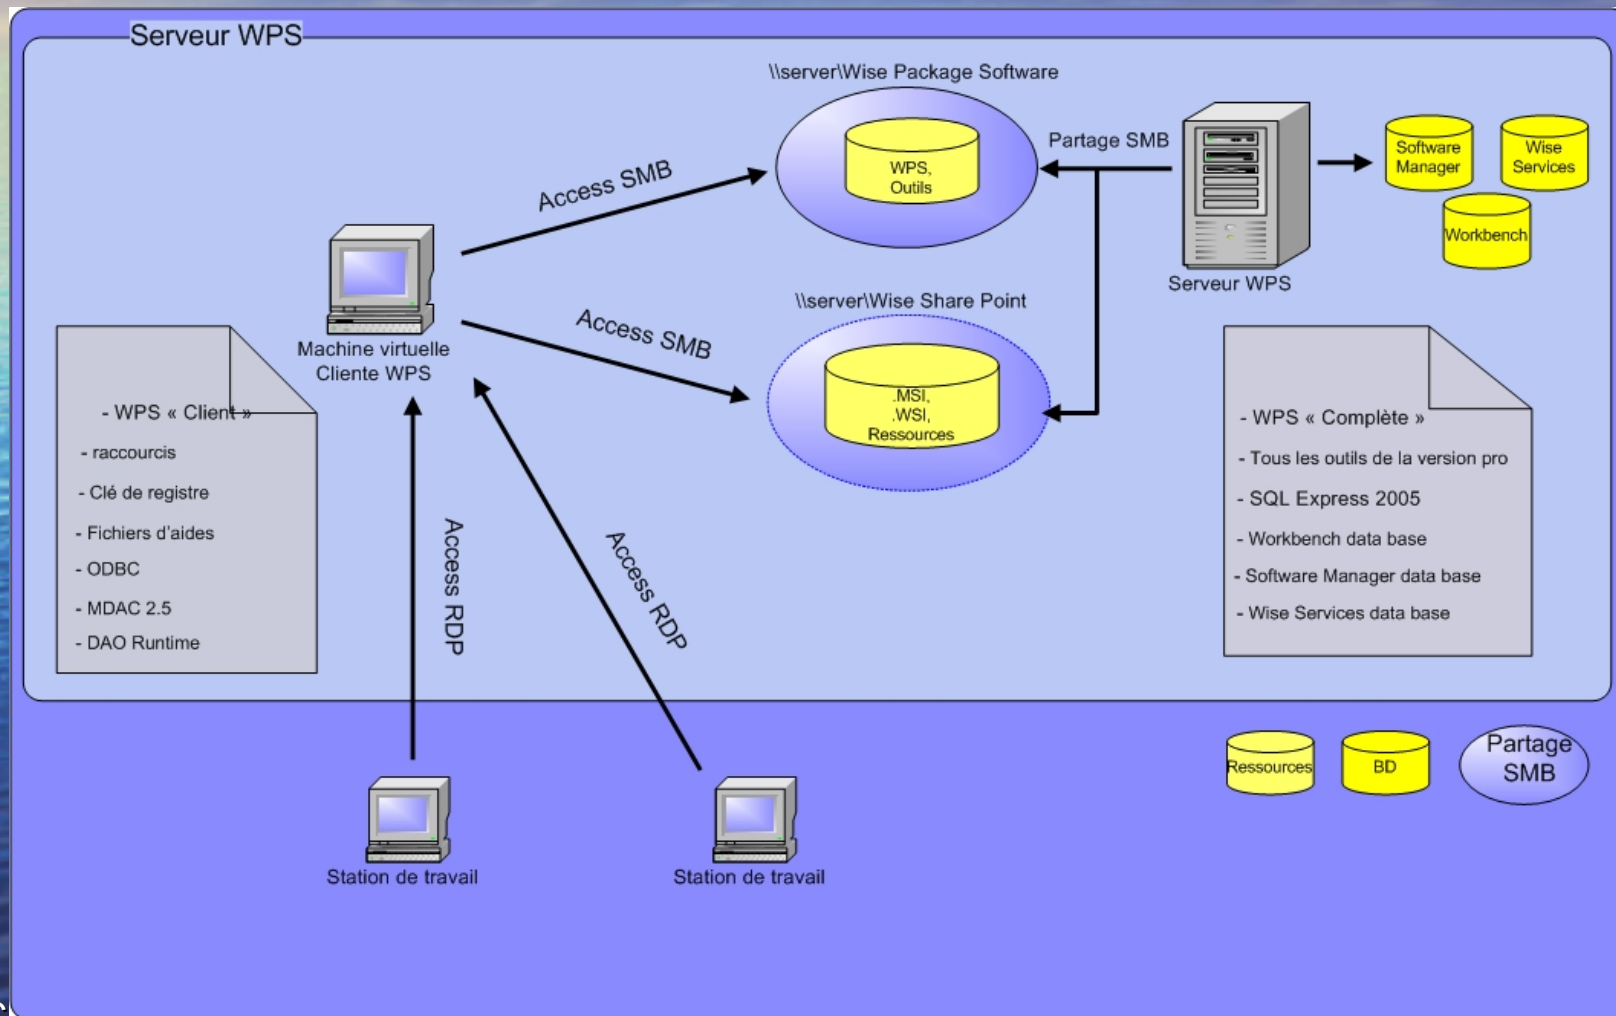 Serveur WPS
\\server\Wise Package Software
WPS,
Outils
Partage SMB
Software
Manager
Wise
Services
Workbench
Serveur WPS
Access SMB
Access SMB
\\server\Wise Share Point
.MSI,
.WSI,
Ressources
Machine virtuelle
Cliente WPS
- WPS « Client »
- raccourcis
- Clé de registre
- Fichiers d'aides
- ODBC
- MDAC 2.5
- DAO Runtime
Access RDP
Access RDP
- WPS « Complète »
- Tous les outils de la version pro
- SQL Express 2005
- Workbench data base
- Software Manager data base
- Wise Services data base
Ressources
BD
Partage
SMB
Station de travail
Station de travail